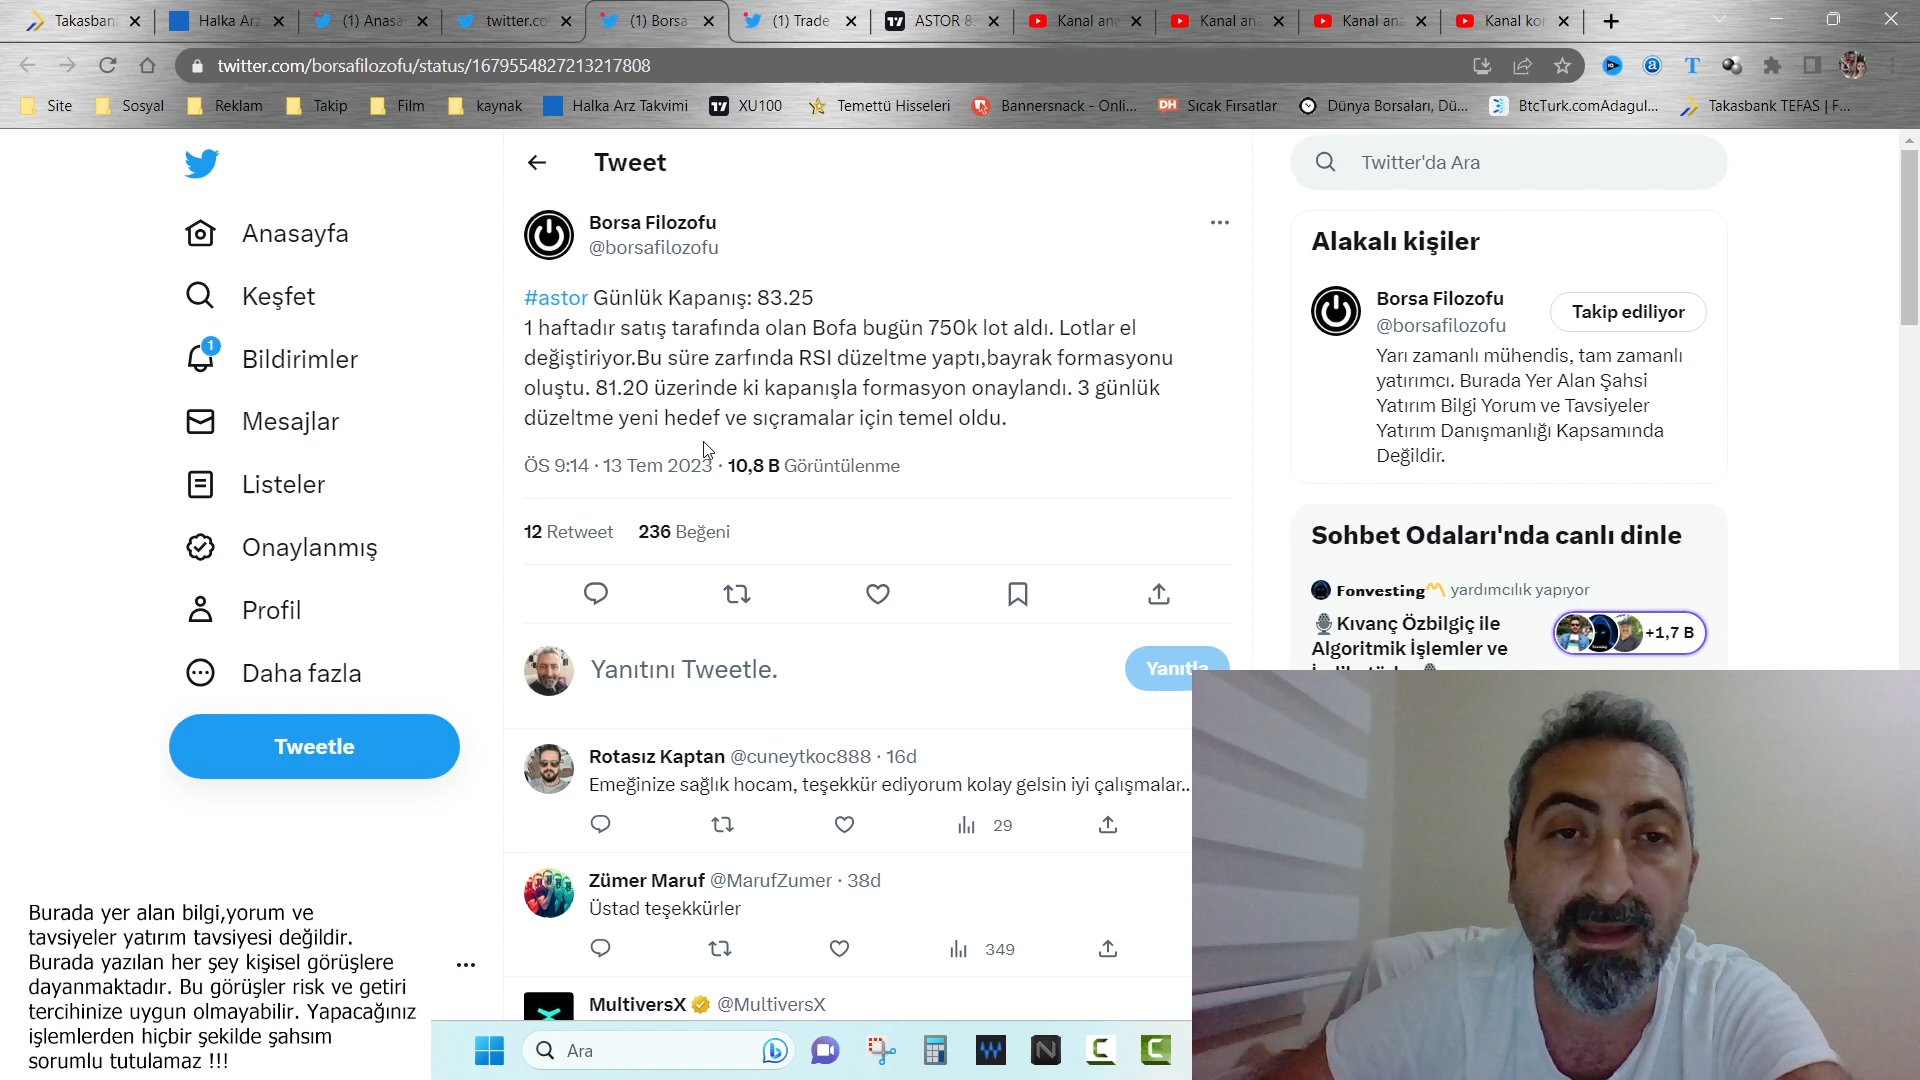 Takasban
Halka Arz
(1) Anasa
twitter.co
(1) Borsa
(1) Trade
ASTOR 8
Kanal an
Kanal an
Kanal ana
Kanal kon
twitter.com/borsafilozofu/status/1679554827213217808
Site
Sosyal
Reklam
Takip
Film
kaynak
Halka Arz Takvimi
XU100
Temettü Hisseleri
Bannersnack - Onli...
DH Sıcak Fırsatlar
Dünya Borsaları, Dü...
BtcTurk.comAdagul...
Takasbank TEFAS | F...
Anasayfa
Keşfet
1
Bildirimler
Mesajlar
Listeler
Onaylanmış
Profil
Daha fazla
Tweetle
Tweet
Borsa Filozofu
@borsafilozofu
#astor Günlük Kapanış: 83.25
1 haftadır satış tarafında olan Bofa bugün 750k lot aldı. Lotlar el
değiştiriyor.Bu süre zarfında RSI düzeltme yaptı,bayrak formasyonu
oluştu. 81.20 üzerinde ki kapanışla formasyon onaylandı. 3 günlük
düzeltme yeni hedef ve sıçramalar için temel oldu.
ÖS 9:14 · 13 Tem 2023 · 10,8 B Görüntülenme
12 Retweet 236 Beğeni
Yanıtını Tweetle.
Yanıtla
Rotasız Kaptan @cuneytkoc888 · 16d
Emeğinize sağlık hocam, teşekkür ediyorum kolay gelsin iyi çalışmalar..
29
Zümer Maruf @MarufZumer · 38d
Üstad teşekkürler
349
MultiversX @MultiversX
Twitter'da Ara
Alakalı kişiler
Borsa Filozofu
@borsafilozofu
Takip ediliyor
Yarı zamanlı mühendis, tam zamanlı
yatırımcı. Burada Yer Alan Şahsi
Yatırım Bilgi Yorum ve Tavsiyeler
Yatırım Danışmanlığı Kapsamında
Değildir.
Sohbet Odaları'nda canlı dinle
Fonvesting yardımcılık yapıyor
Kıvanç Özbilgiç ile
Algoritmik İşlemler ve
+1,7 B
Burada yer alan bilgi,yorum ve
tavsiyeler yatırım tavsiyesi değildir.
Burada yazılan her şey kişisel görüşlere
dayanmaktadır. Bu görüşler risk ve getiri
tercihinize uygun olmayabilir. Yapacağınız
işlemlerden hiçbir şekilde şahsım
sorumlu tutulamaz !!!
Ara